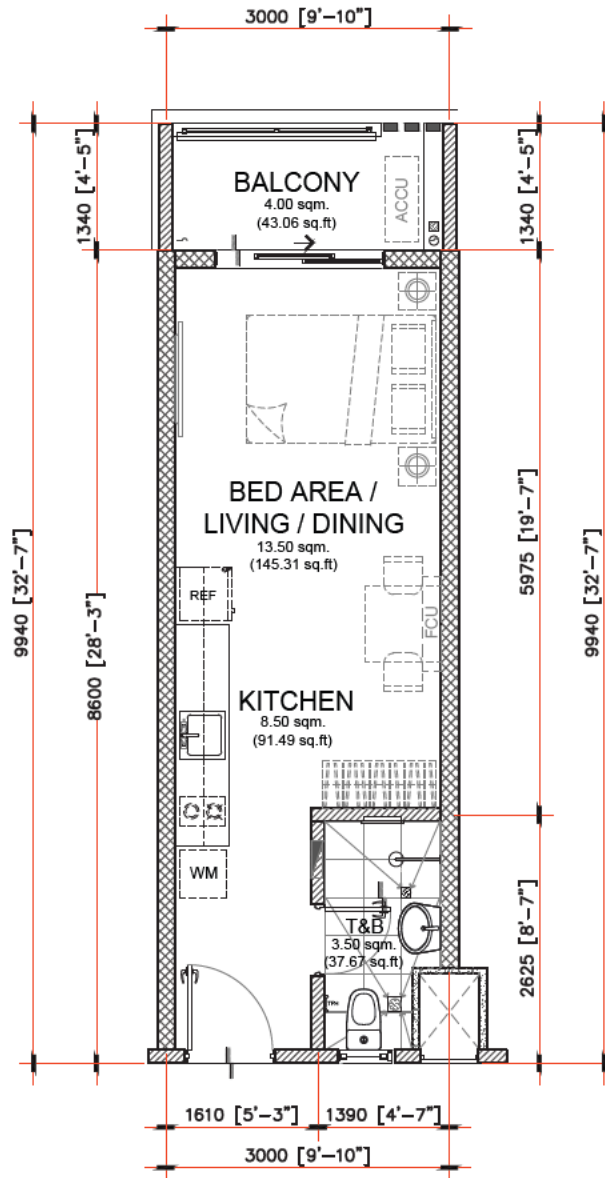 3000 [9'-10"]
1340 [4'-5"]
1340 [4'-5"]
BALCONY
4.00 sqm.
(43.06 sq.ft)
ACCU
BED AREA /
LIVING / DINING
13.50 sqm.
(145.31 sq.ft)
9940 [32'-7"]
8600 [28'-3"]
5975 [19'-7"]
9940 [32'-7"]
REF
FCU
KITCHEN
8.50 sqm.
(91.49 sq.ft)
WM
T&B
3.50 sqm.
(37.67 sq.ft)
2625 [8'-7"]
1610 [5'-3"]
1390 [4'-7"]
3000 [9'-10"]